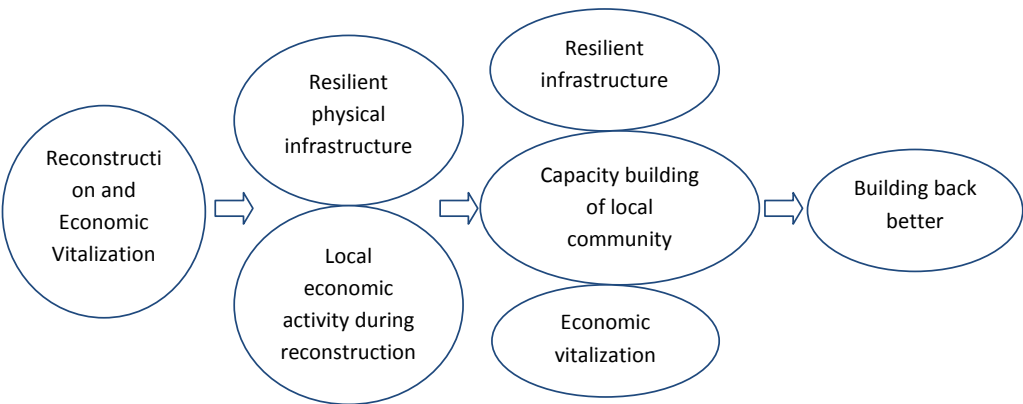 Reconstructi
on and
Economic
Vitalization
Resilient
physical
infrastructure
Local
economic
activity during
reconstruction
Resilient
infrastructure
Capacity building
of local
community
Economic
vitalization
Building back
better